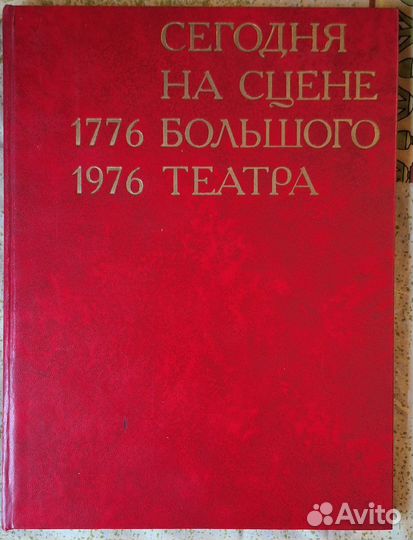 СЕГОДНЯ
НА СЦЕНЕ
1776 БОЛЬШОГО
1976 ТЕАТРА
Avito